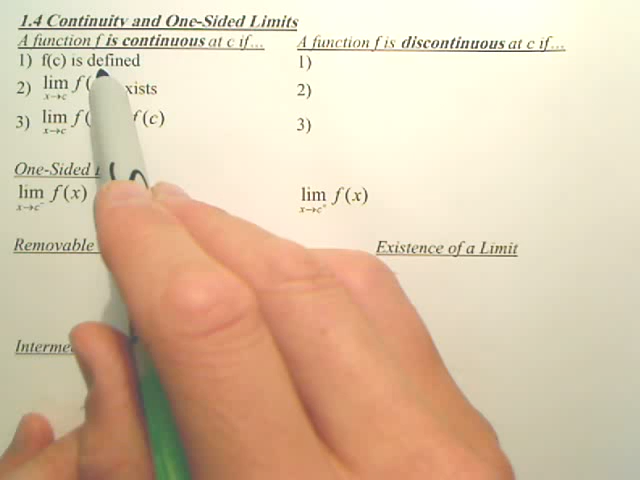 1.4 Continuity and One-Sided Limits
A function f is continuous at c if...
1) f(c) is defined
2) lim x→c f( xists
3) lim x→c f( f(c)
A function f is discontinuous at c if...
1)
2)
3)
One-Sided
lim x→c⁻ f(x)
lim x→c⁺ f(x)
Removable
Existence of a Limit
Interme